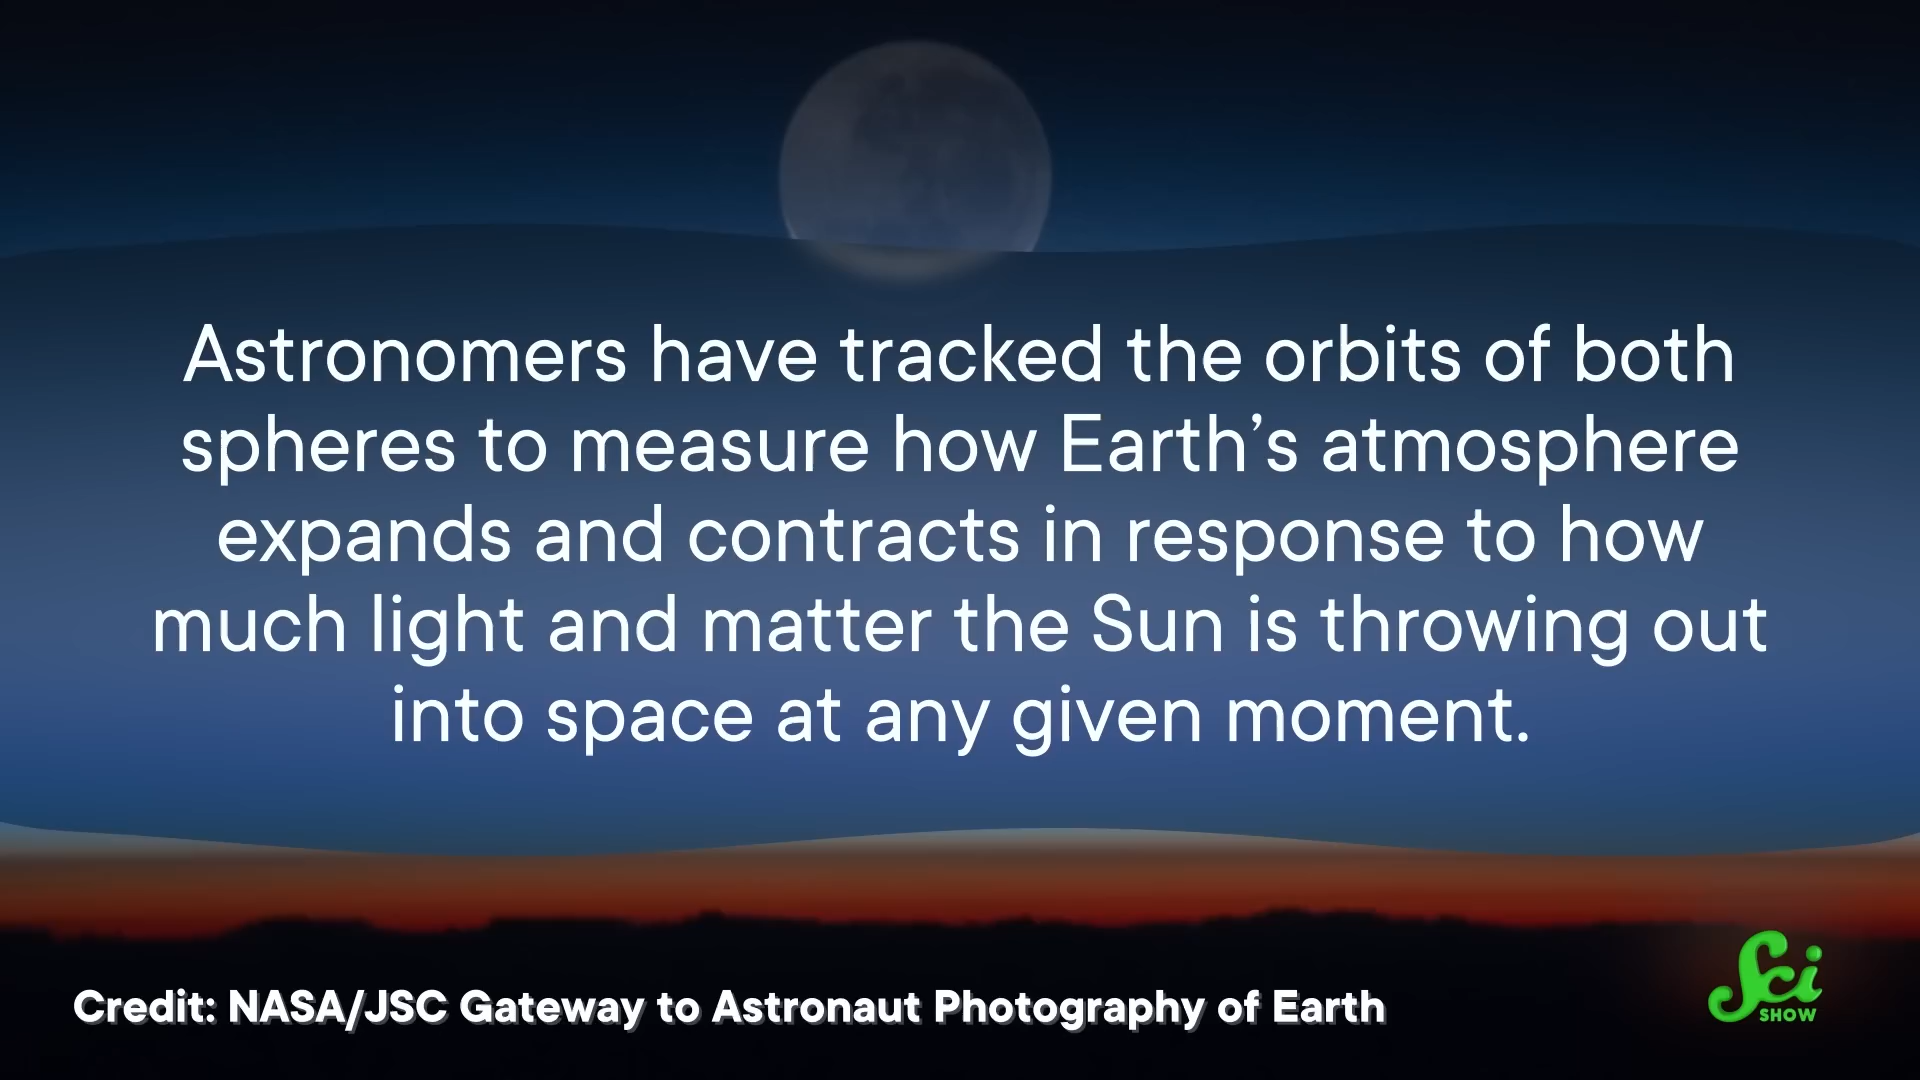 Astronomers have tracked the orbits of both
spheres to measure how Earth’s atmosphere
expands and contracts in response to how
much light and matter the Sun is throwing out
into space at any given moment.
Credit: NASA/JSC Gateway to Astronaut Photography of Earth
Sci
SHOW